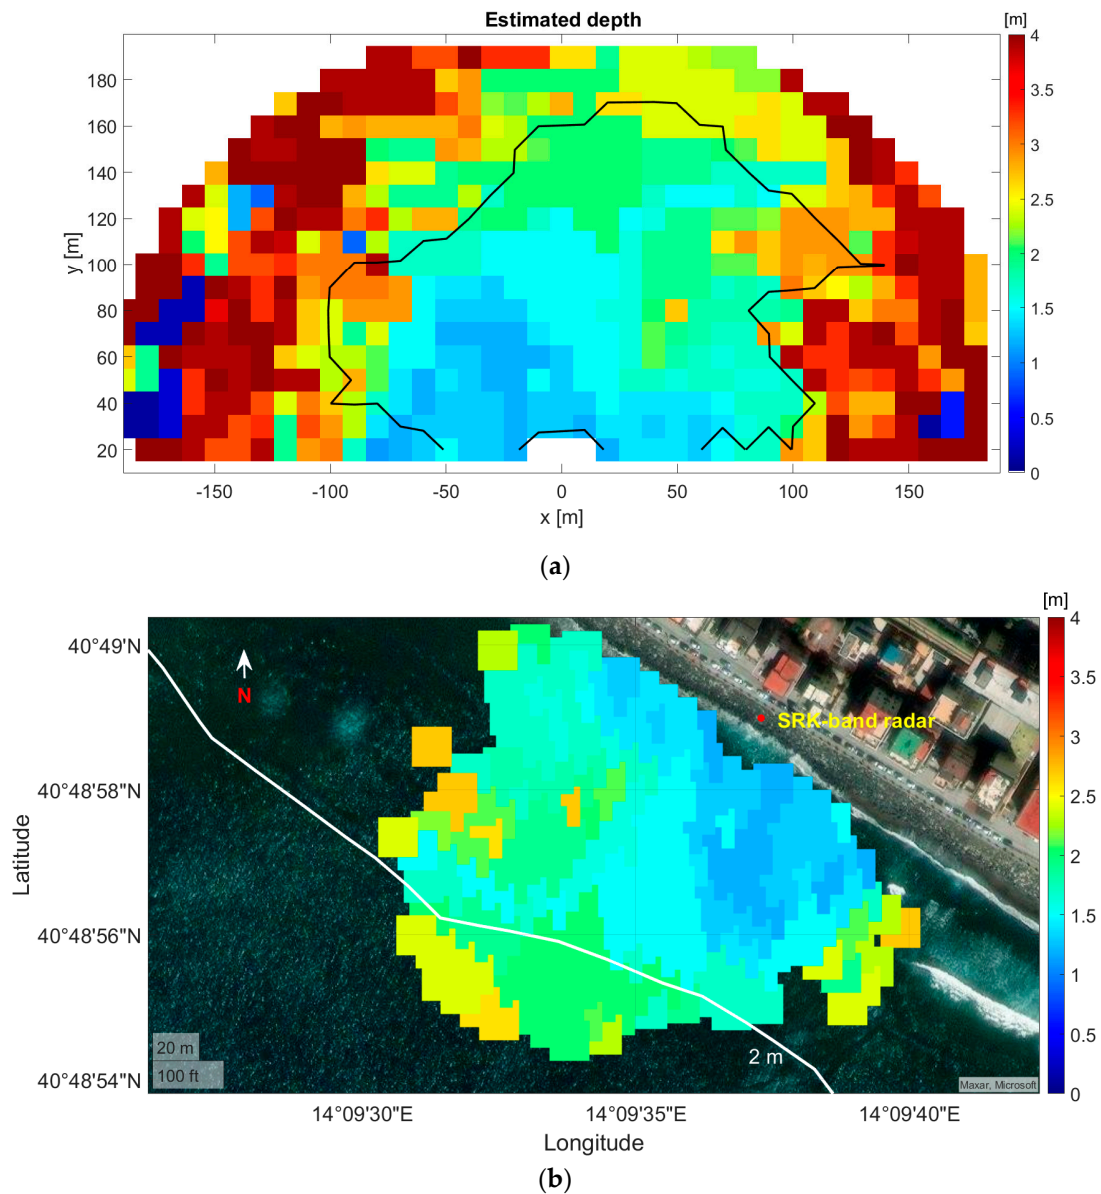 Estimated depth
[m]
180
160
140
120
100
80
60
40
20
y [m]
-150
-100
-50
0
50
100
150
x [m]
4
3.5
3
2.5
2
1.5
1
0.5
0
(a)
[m]
40°49'N
40°48'58"N
40°48'56"N
40°48'54"N
Latitude
N
SRK-band radar
2 m
20 m
100 ft
Maxar, Microsoft
14°09'30"E
14°09'35"E
14°09'40"E
Longitude
4
3.5
3
2.5
2
1.5
1
0.5
0
(b)